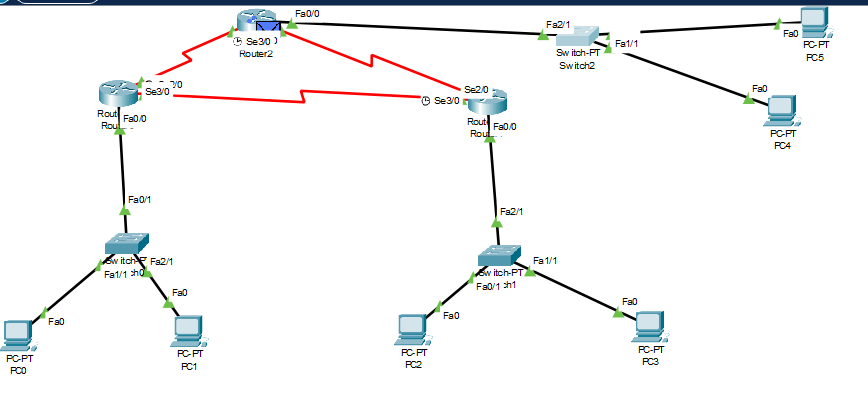 Fa0/0
Se3/0
Router2
Fa2/1
Fa1/1
Switch-PT
Switch2
Fa0
PC-PT
PC5
Fa0
PC-PT
PC4
Se3/0
Fa0/0
Se2/0
Se3/0
Fa0/0
Fa0/1
Fa1/1
Fa2/1
Fa0
PC-PT
PC0
Fa0
PC-PT
PC1
Fa2/1
Switch-PT
Fa0/1
Fa1/1
Fa0
PC-PT
PC2
Fa0
PC-PT
PC3